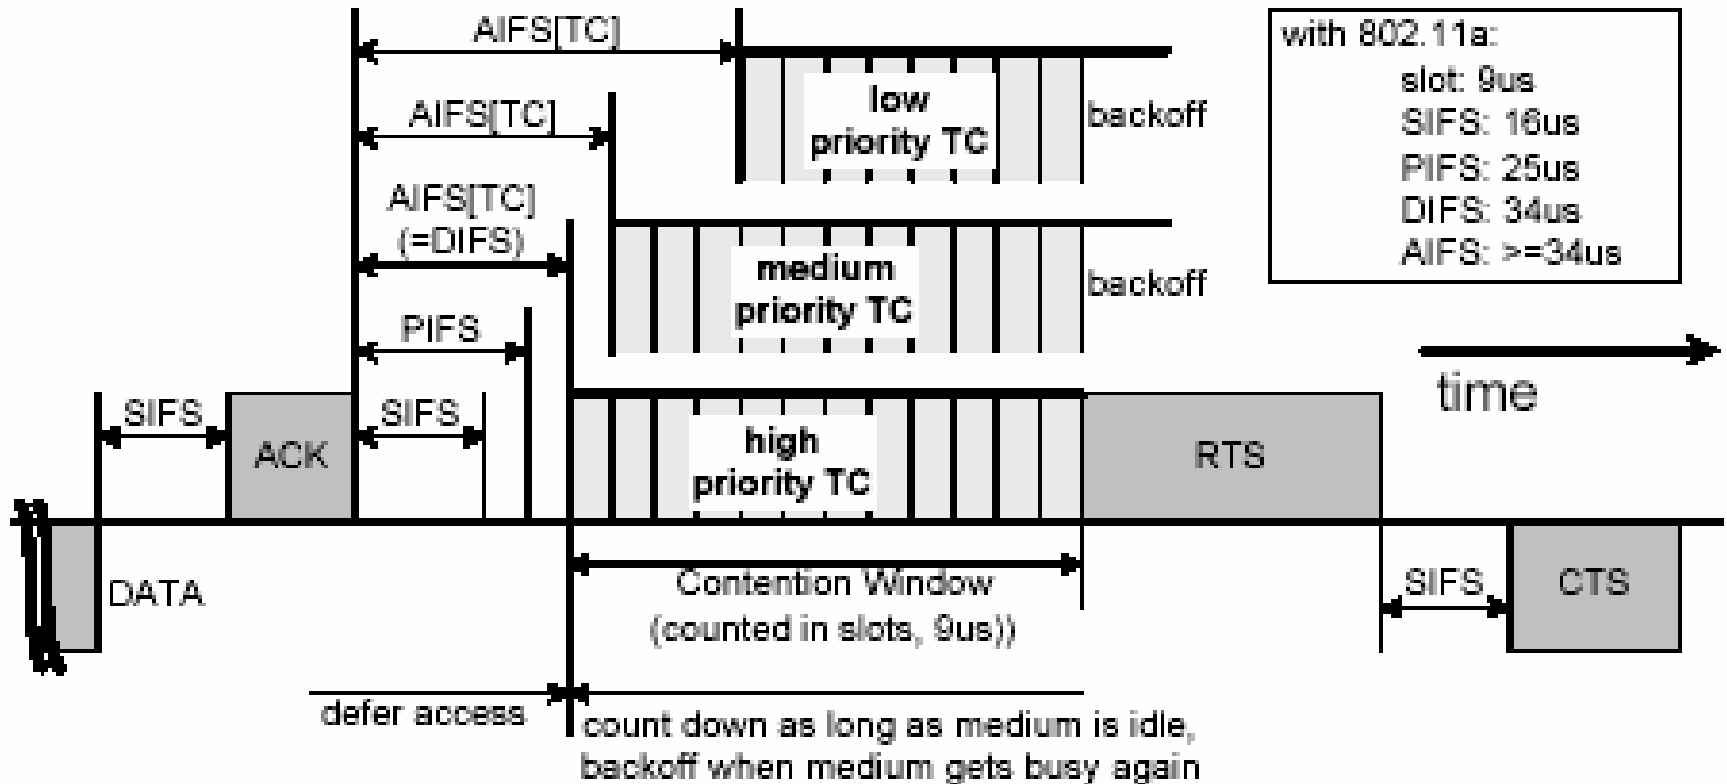 AIFS[TC]
low
priority TC
backoff
with 802.11a:
slot: 9us
SIFS: 16us
PIFS: 25us
DIFS: 34us
AIFS: >=34us
AIFS[TC]
AIFS[TC]
(=DIFS)
medium
priority TC
backoff
PIFS
time
SIFS
ACK
SIFS
high
priority TC
RTS
DATA
Contention Window
(counted in slots, 9us))
SIFS
CTS
defer access
count down as long as medium is idle,
backoff when medium gets busy again